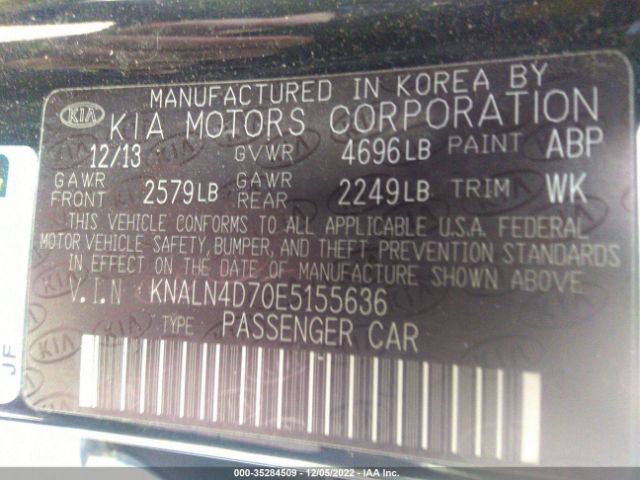 MANUFACTURED IN KOREA BY
KIA KIA MOTORS CORPORATION
12/13 GVWR 4696LB PAINT ABP
GAWR FRONT 2579LB GAWR REAR 2249LB TRIM WK
THIS VEHICLE CONFORMS TO ALL APPLICABLE U.S.A. FEDERAL
MOTOR VEHICLE SAFETY, BUMPER, AND THEFT PREVENTION STANDARDS
IN EFFECT ON THE DATE OF MANUFACTURE SHOWN ABOVE.
V.I.N KNALN4D70E5155636
TYPE: PASSENGER CAR
JF
000-35284509 - 12/05/2022 - IAA Inc.